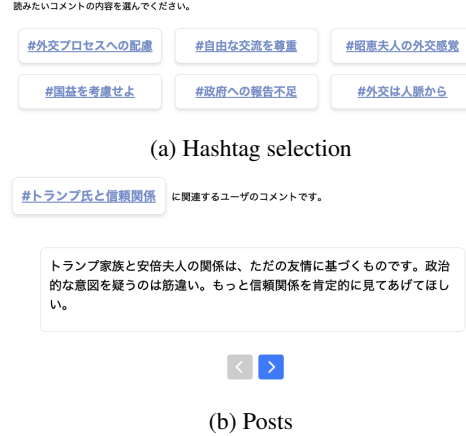 読みたいコメントの内容を選んでください。
#外交プロセスへの配慮 #自由な交流を尊重 #昭恵夫人の外交感覚
#国益を考慮せよ #政府への報告不足 #外交は人脈から
(a) Hashtag selection
#トランプ氏と信頼関係 に関連するユーザのコメントです。
トランプ家族と安倍夫人の関係は、ただの友情に基づくものです。政治
的な意図を疑うのは筋違い。もっと信頼関係を肯定的に見てあげてほし
い。
(b) Posts